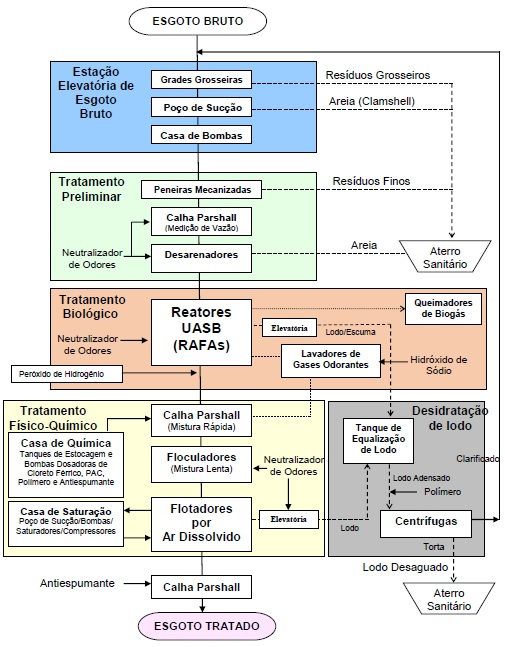 ESGOTO BRUTO
Estação
Elevatória de
Esgoto
Bruto
Grades Grosseiras
Poço de Sucção
Casa de Bombas
Resíduos Grosseiros
Areia (Clamshell)
Tratamento
Preliminar
Peneiras Mecanizadas
Calha Parshall
(Medição de Vazão)
Desarenadores
Neutralizador
de Odores
Resíduos Finos
Areia
Aterro
Sanitário
Tratamento
Biológico
Reatores
UASB
(RAFAs)
Neutralizador
de Odores
Peróxido de Hidrogênio
Elevatória
Lodo/Escuma
Queimadores
de Biogás
Lavadores de
Gases Odorantes
Hidróxido de
Sódio
Tratamento
Físico-Químico
Calha Parshall
(Mistura Rápida)
Casa de Química
Tanques de Estocagem e
Bombas Dosadoras de
Cloreto Férrico, PAC,
Polímero e Antiespumante
Floculadores
(Mistura Lenta)
Neutralizador
de Odores
Casa de Saturação
Poço de Sucção/Bombas/
Saturadores/Compressores
Flotadores
por
Ar Dissolvido
Elevatória
Lodo
Desidratação
de lodo
Tanque de
Equalização
de Lodo
Clarificado
Lodo Adensado
Polímero
Centrífugas
Torta
Lodo Desaguado
Aterro
Sanitário
Antiespumante
Calha Parshall
ESGOTO TRATADO